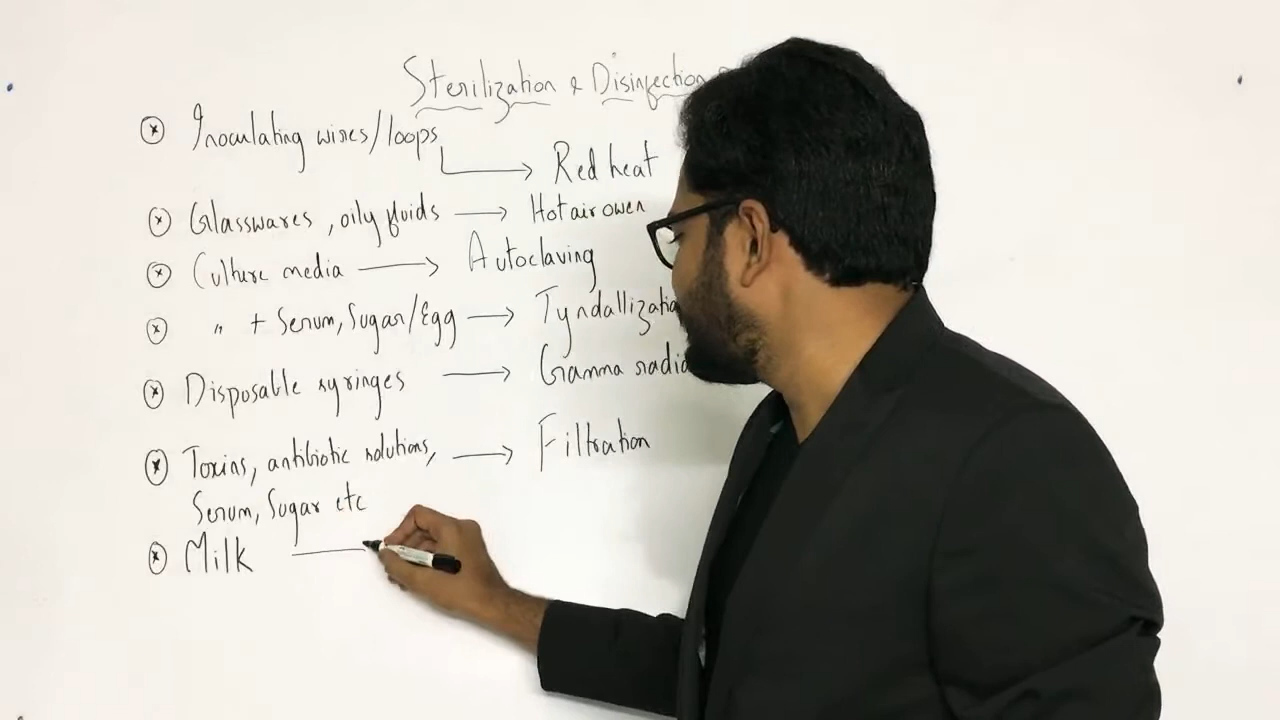 Sterilization & Disinfection
Inoculating wires/loops
Red heat
Glasswares, oily fluids → Hot air owen
Culture media → Autoclaving
" + Serum, Sugar/Egg → Tyndallizatio
Disposable syringes → Gamma radia
Toxins, antibiotic solutions, → Filtration
Serum, Sugar etc
Milk